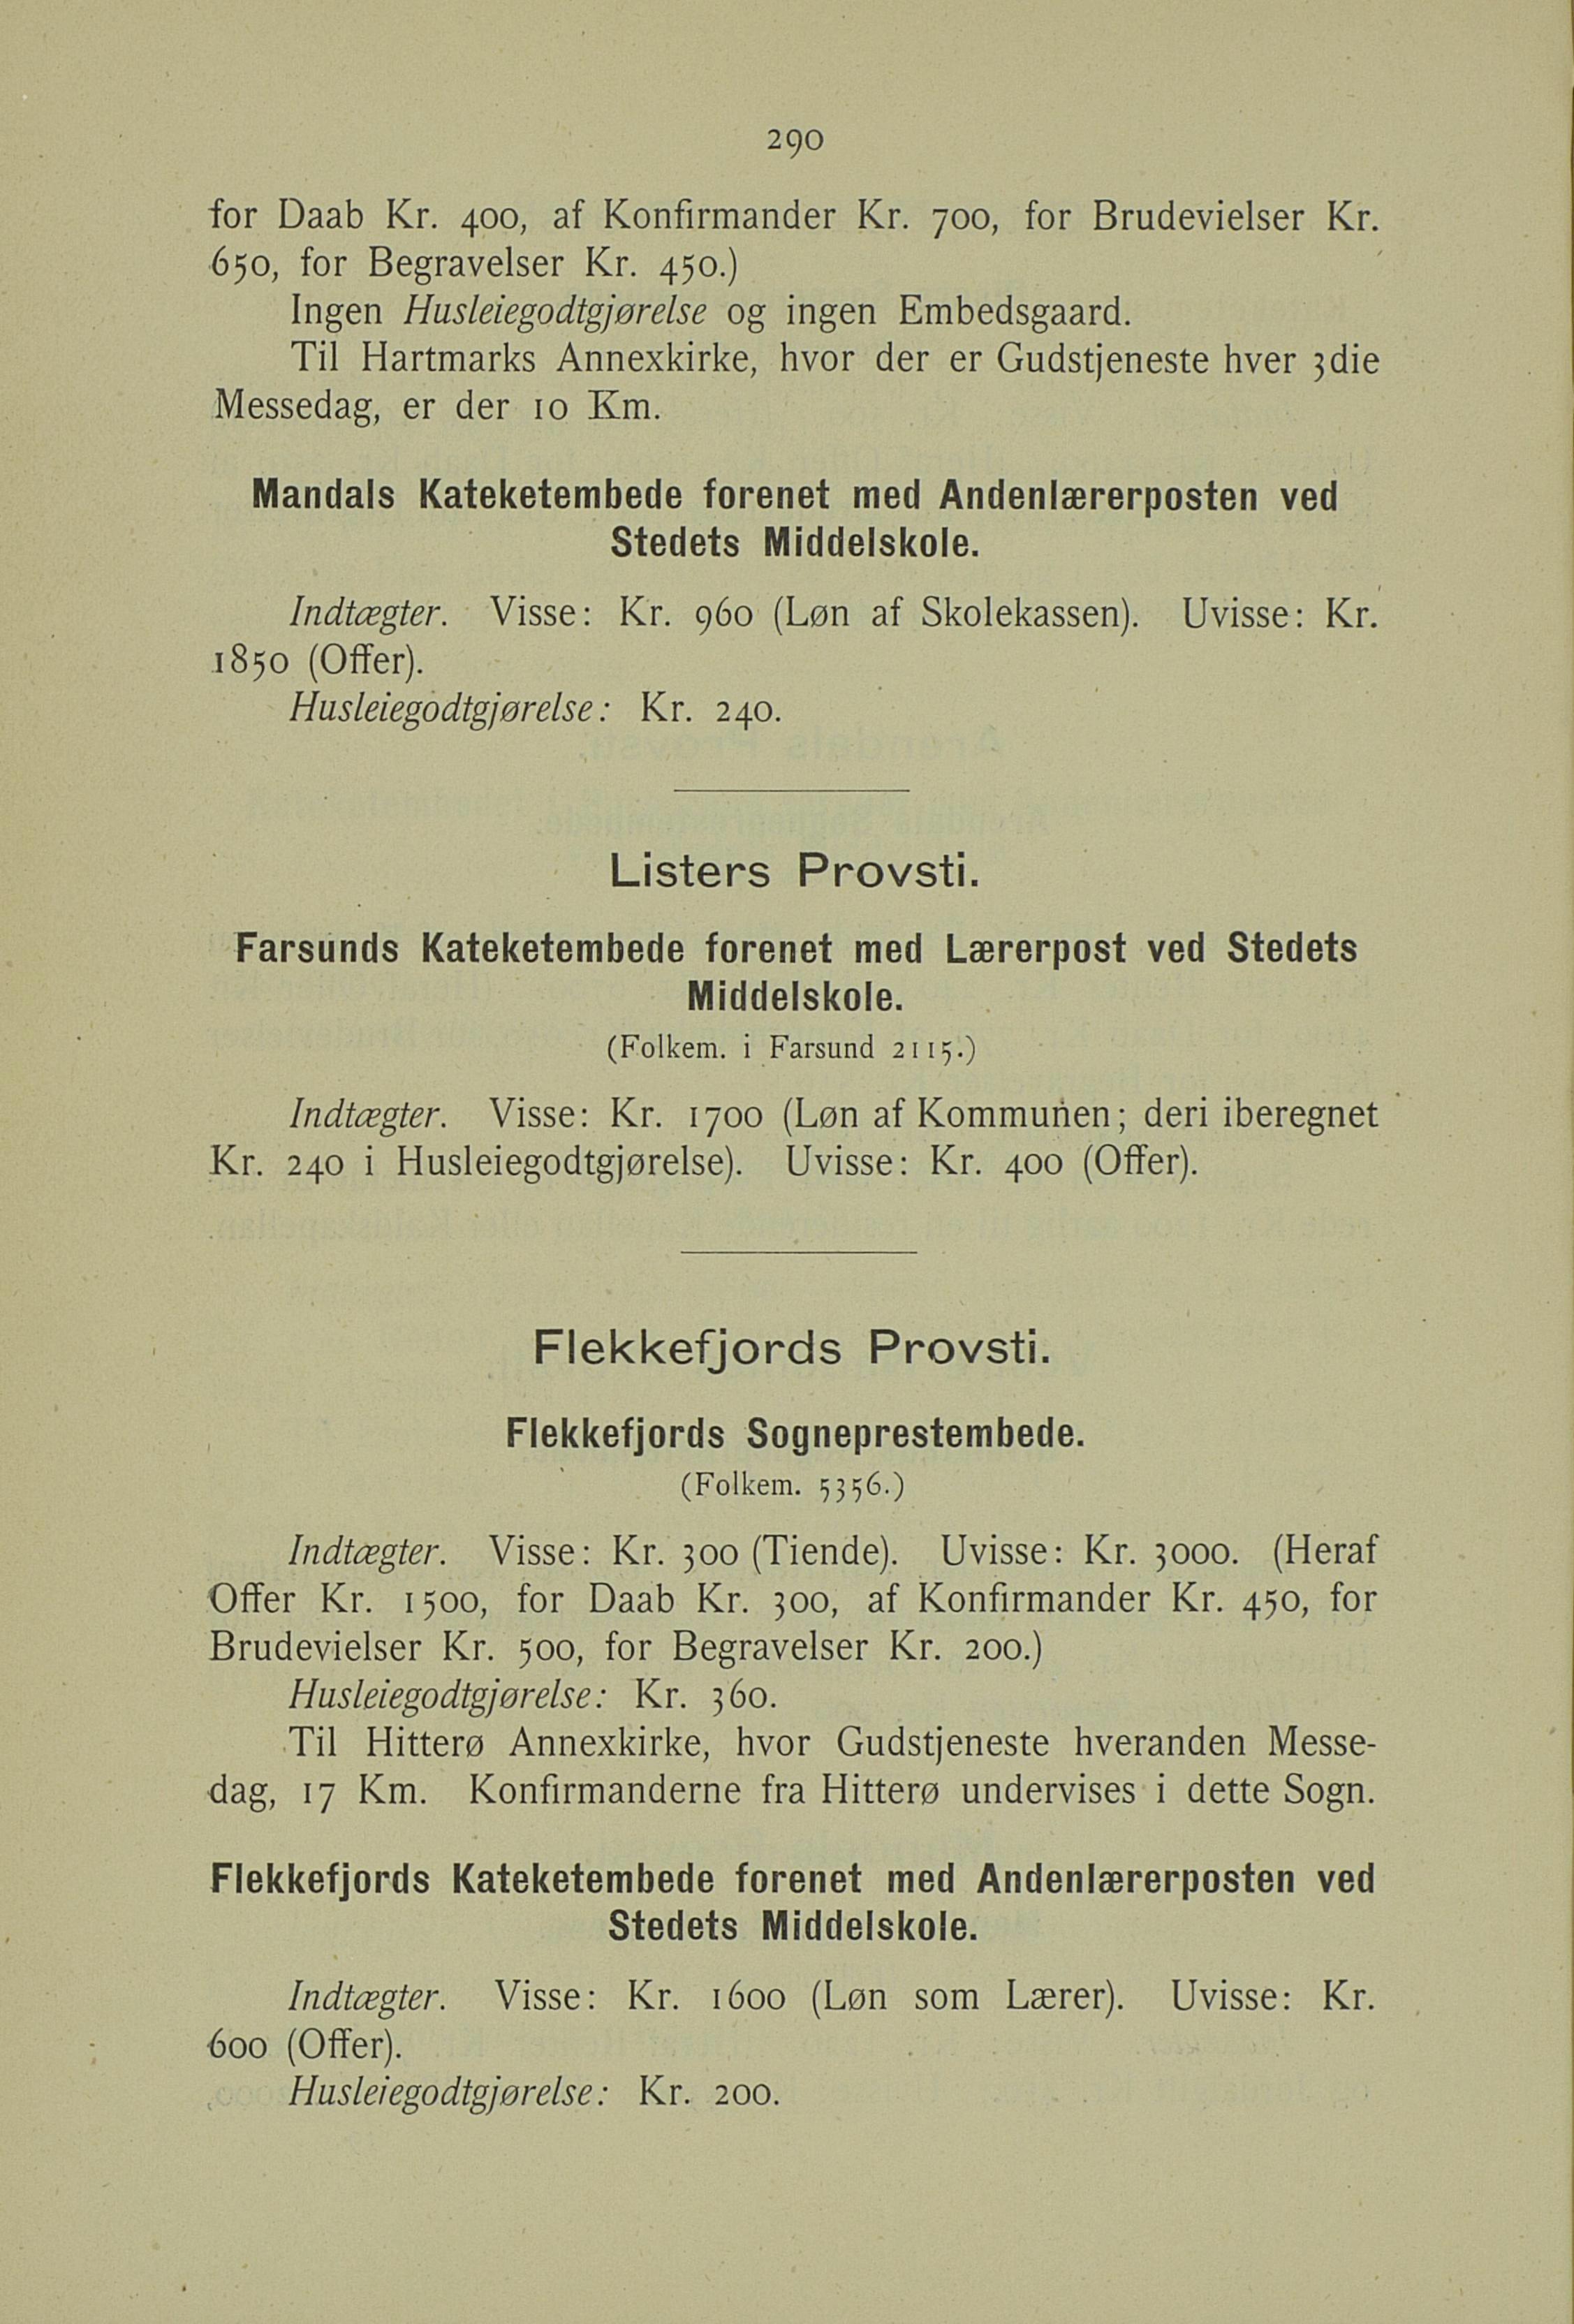 290
for Daab Kr. 400, af Konfirmander Kr. 700, for Brudevielser Kr.
650, for Begravelser Kr. 450.)
Ingen Husleiegodtgjørelse og ingen Embedsgaard.
Til Hartmarks Annexkirke, hvor der er Gudstjeneste hver 3die
Messedag, er der 10 Km.
Mandals Kateketembede forenet med Andenlærerposten ved
Stedets Middelskole.
Indtægter. Visse: Kr. 960 (Løn af Skolekassen). Uvisse: Kr.
1850 (Offer).
Husleiegodtgjørelse: Kr. 240.
Listers Provsti.
Farsunds Kateketembede forenet med Lærerpost ved Stedets
Middelskole.
(Folkem. i Farsund 2115.)
Indtægter. Visse: Kr. 1700 (Løn af Kommunen; deri iberegnet
Kr. 240 i Husleiegodtgjørelse). Uvisse: Kr. 400 (Offer).
Flekkefjords Provsti.
Flekkefjords Sogneprestembede.
(Folkem. 5356.)
Indtægter. Visse: Kr. 300 (Tiende). Uvisse: Kr. 3000. (Heraf
Offer Kr. 1500, for Daab Kr. 300, af Konfirmander Kr. 450, for
Brudevielser Kr. 500, for Begravelser Kr. 200.)
Husleiegodtgjørelse: Kr. 360.
Til Hitterø Annexkirke, hvor Gudstjeneste hveranden Messe-
dag, 17 Km. Konfirmanderne fra Hitterø undervises i dette Sogn.
Flekkefjords Kateketembede forenet med Andenlærerposten ved
Stedets Middelskole.
Indtægter. Visse: Kr. 1600 (Løn som Lærer). Uvisse: Kr.
600 (Offer).
Husleiegodtgjørelse: Kr. 200.